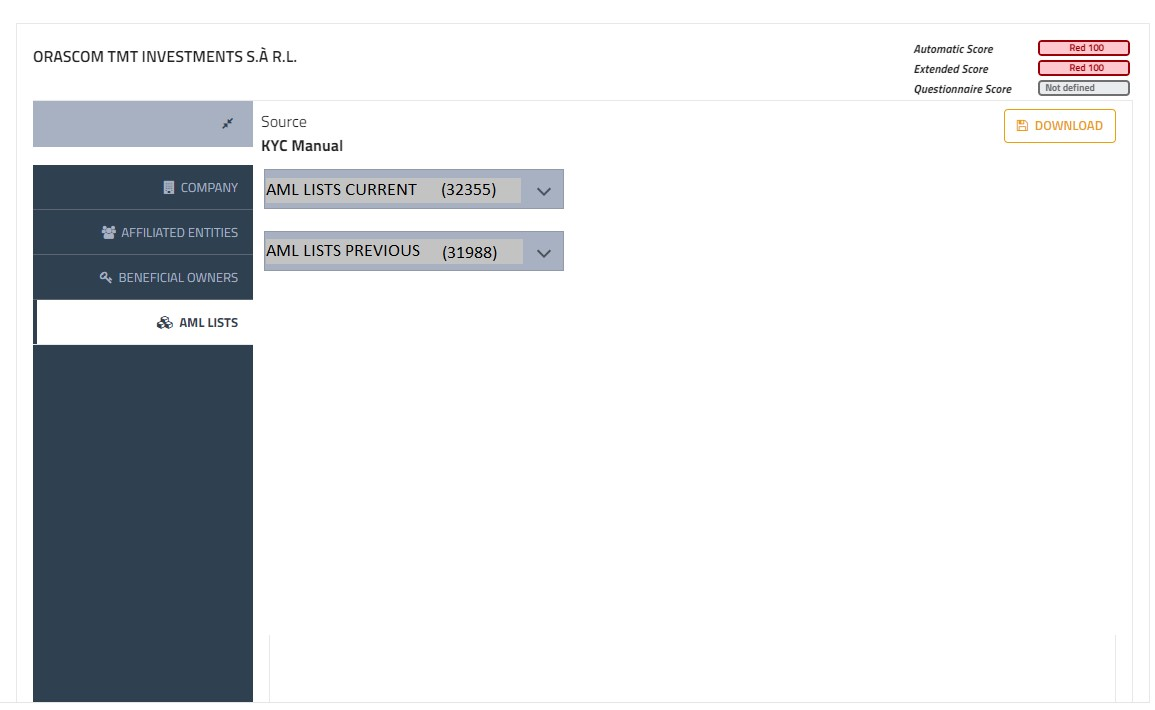 ORASCOM TMT INVESTMENTS S.À R.L.
Automatic Score Red 100
Extended Score Red 100
Questionnaire Score Not defined
Source
KYC Manual
DOWNLOAD
COMPANY
AFFILIATED ENTITIES
BENEFICIAL OWNERS
AML LISTS
AML LISTS CURRENT (32355)
AML LISTS PREVIOUS (31988)